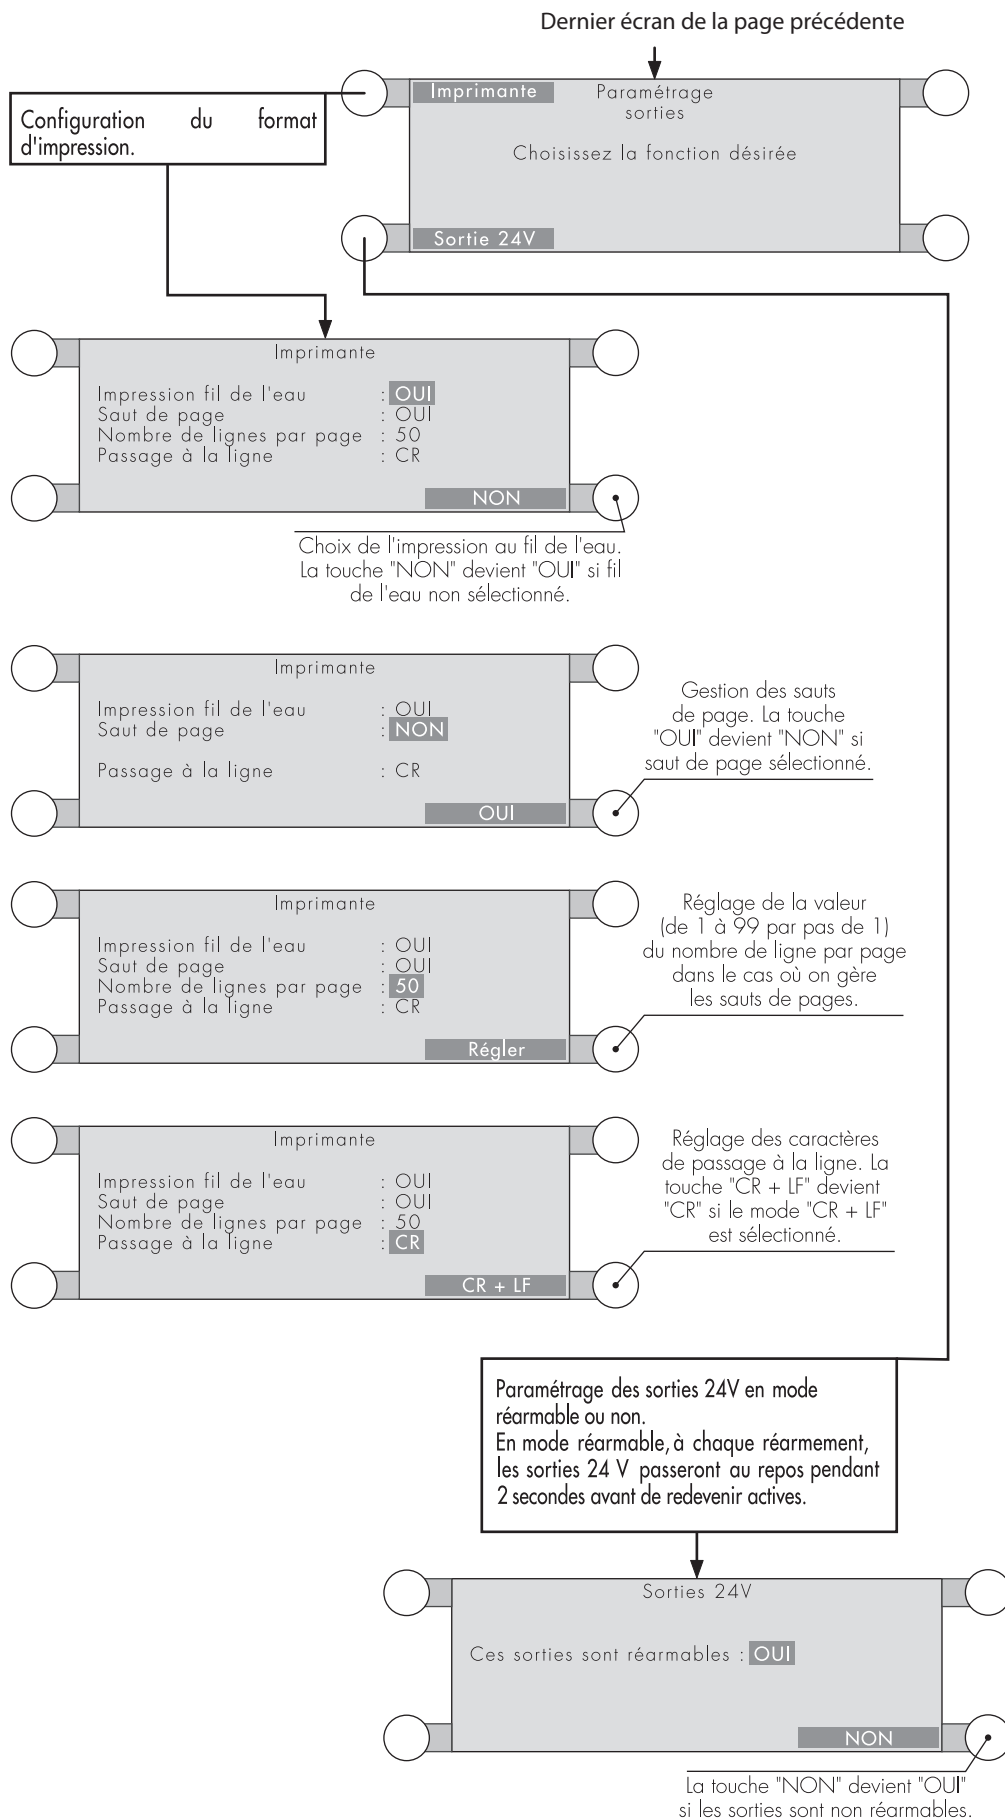 Dernier écran de la page précédente
Imprimante
Paramétrage
sorties
Choisissez la fonction désirée
Sortie 24V
Configuration du format
d'impression.
Imprimante
Impression fil de l'eau : OUI
Saut de page : OUI
Nombre de lignes par page : 50
Passage à la ligne : CR
NON
Choix de l'impression au fil de l'eau.
La touche "NON" devient "OUI" si fil
de l'eau non sélectionné.
Imprimante
Impression fil de l'eau : OUI
Saut de page : NON
Passage à la ligne : CR
OUI
Gestion des sauts
de page. La touche
"OUI" devient "NON" si
saut de page sélectionné.
Imprimante
Impression fil de l'eau : OUI
Saut de page : OUI
Nombre de lignes par page : 50
Passage à la ligne : CR
Régler
Réglage de la valeur
(de 1 à 99 par pas de 1)
du nombre de ligne par page
dans le cas où on gère
les sauts de pages.
Imprimante
Impression fil de l'eau : OUI
Saut de page : OUI
Nombre de lignes par page : 50
Passage à la ligne : CR
CR + LF
Réglage des caractères
de passage à la ligne. La
touche "CR + LF" devient
"CR" si le mode "CR + LF"
est sélectionné.
Paramétrage des sorties 24V en mode
réarmable ou non.
En mode réarmable, à chaque réarmement,
les sorties 24 V passeront au repos pendant
2 secondes avant de redevenir actives.
Sorties 24V
Ces sorties sont réarmables : OUI
NON
La touche "NON" devient "OUI"
si les sorties sont non réarmables.